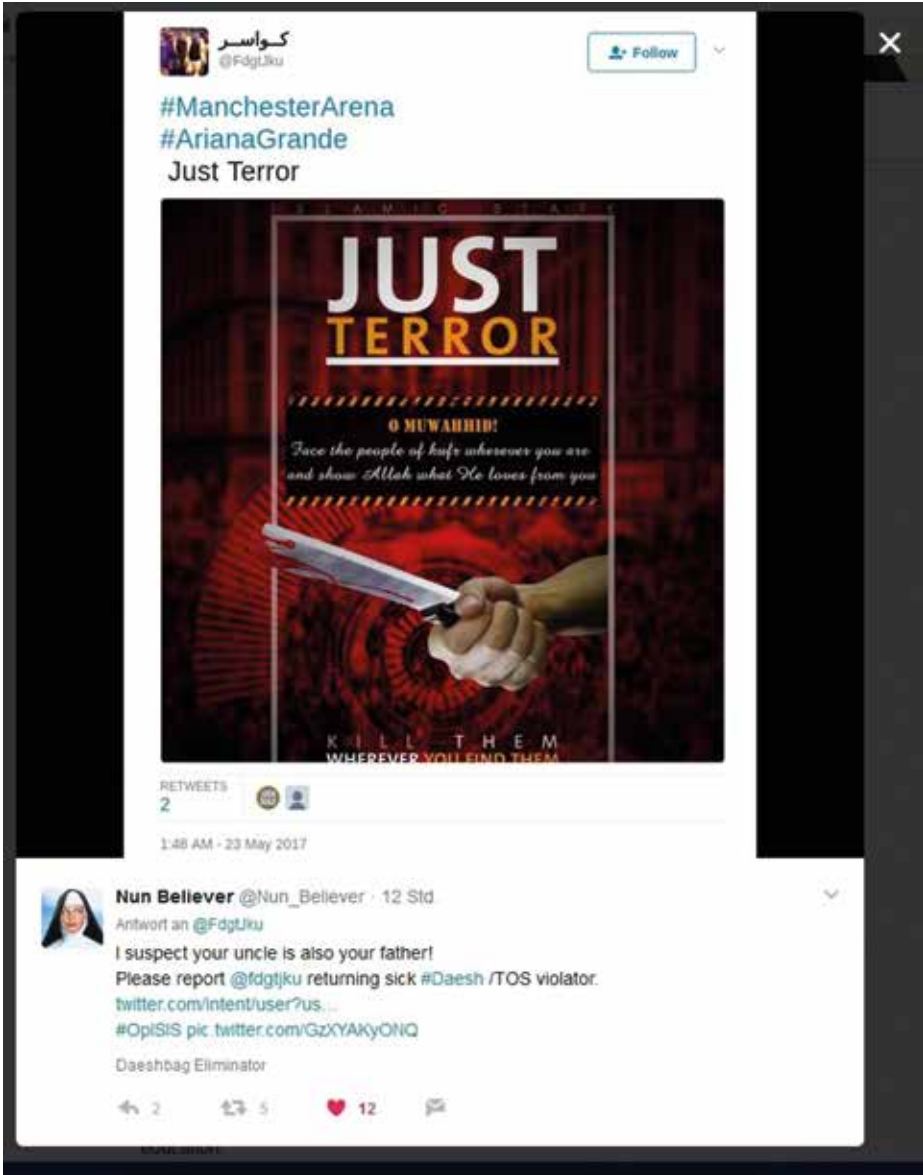 كـواسـر
@FdgtJku
Follow
#ManchesterArena
#ArianaGrande
Just Terror
ISLAMIC STATE
JUST
TERROR
O MUWAHHID!
Face the people of kufr wherever you are
and show Allah what He loves from you
KILL THEM
WHEREVER YOU FIND THEM
RETWEETS
2
1:48 AM - 23 May 2017
Nun Believer @Nun_Believer · 12 Std
Antwort an @FdgtJku
I suspect your uncle is also your father!
Please report @fdgtjku returning sick #Daesh /TOS violator.
twitter.com/intent/user?us...
#OpISIS pic.twitter.com/GzXYAKyONQ
Daeshbag Eliminator
2 5 12